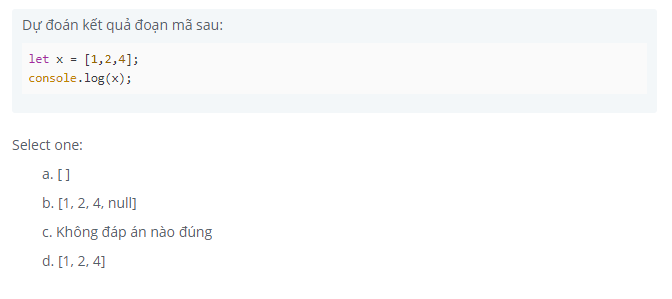 Dự đoán kết quả đoạn mã sau:
let x = [1,2,4];
console.log(x);
Select one:
a. [ ]
b. [1, 2, 4, null]
c. Không đáp án nào đúng
d. [1, 2, 4]